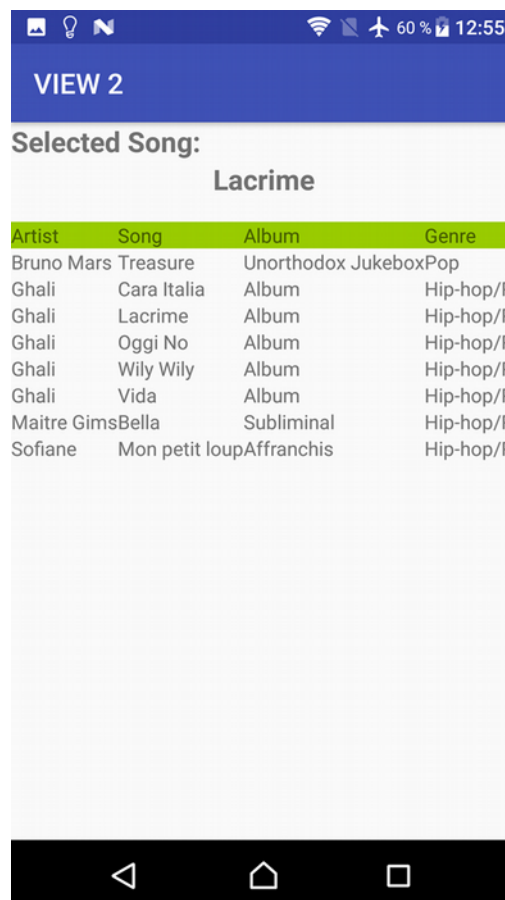 60 % 12:55
VIEW 2
Selected Song:
Lacrime
Artist Song Album Genre
Bruno Mars Treasure Unorthodox Jukebox Pop
Ghali Cara Italia Album Hip-hop/
Ghali Lacrime Album Hip-hop/
Ghali Oggi No Album Hip-hop/
Ghali Wily Wily Album Hip-hop/
Ghali Vida Album Hip-hop/
Maitre Gims Bella Subliminal Hip-hop/
Sofiane Mon petit loup Affranchis Hip-hop/